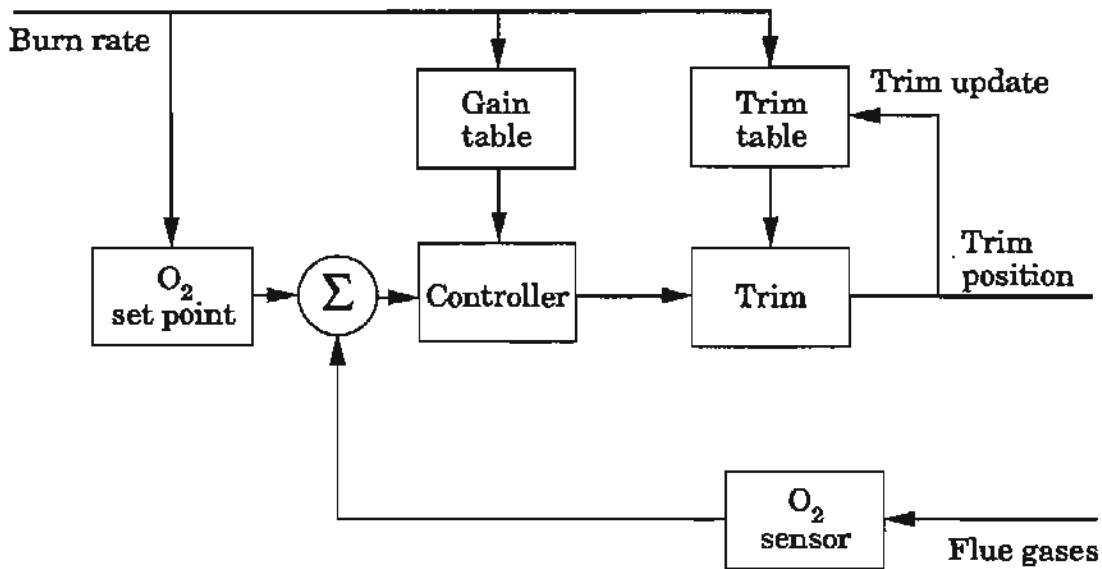 Burn rate
Gain
table
Trim
table
Trim update
O₂
set point
Σ
Controller
Trim
Trim
position
O₂
sensor
Flue gases